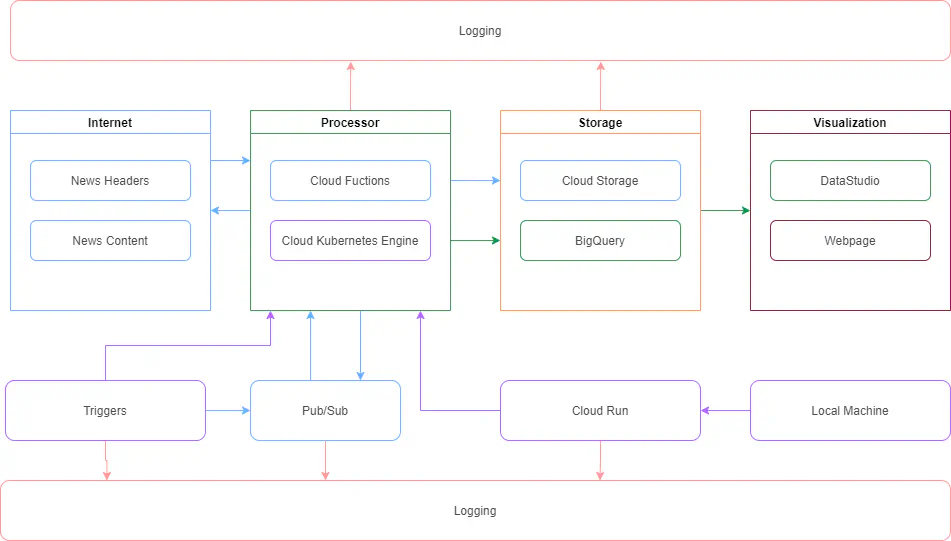 Logging
Internet
Processor
Storage
Visualization
News Headers
Cloud Fuctions
Cloud Storage
DataStudio
News Content
Cloud Kubernetes Engine
BigQuery
Webpage
Triggers
Pub/Sub
Cloud Run
Local Machine
Logging